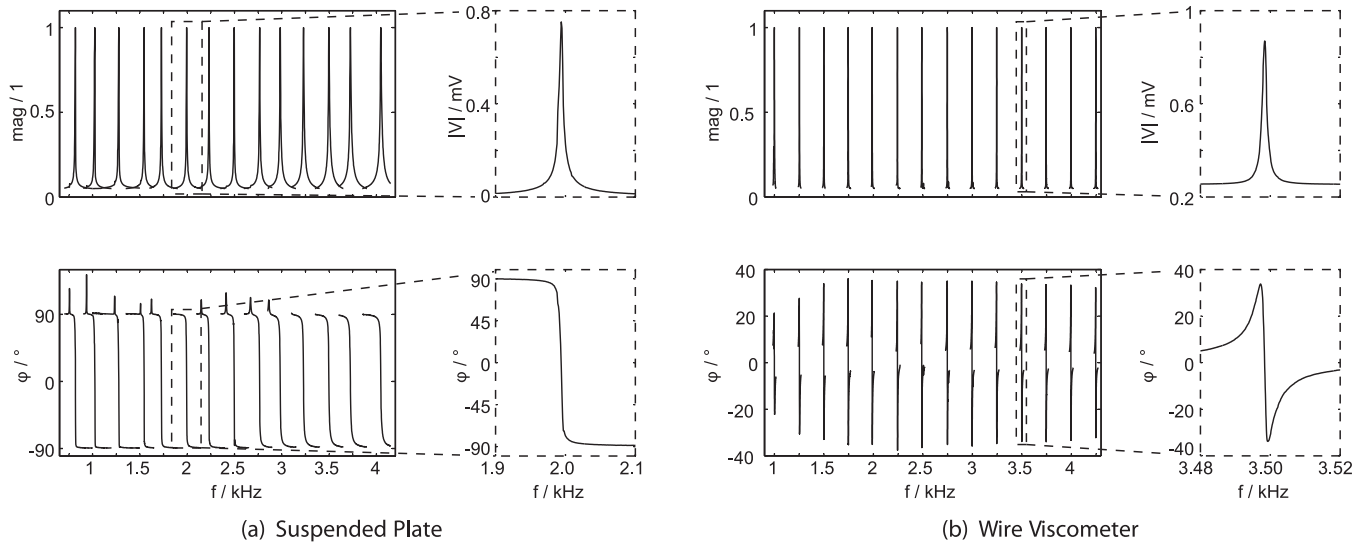 1
0.5
0
mag / 1
0.8
0.4
0
|V| / mV
90
0
-90
φ / °
1 1.5 2 2.5 3 3.5 4
f / kHz
90
45
0
-45
-90
φ / °
1.9 2.0 2.1
f / kHz
(a) Suspended Plate
1
0.5
0
mag / 1
1
0.6
0.2
|V| / mV
40
20
0
-20
-40
φ / °
1 1.5 2 2.5 3 3.5 4
f / kHz
40
20
0
-20
-40
φ / °
3.48 3.50 3.52
f / kHz
(b) Wire Viscometer